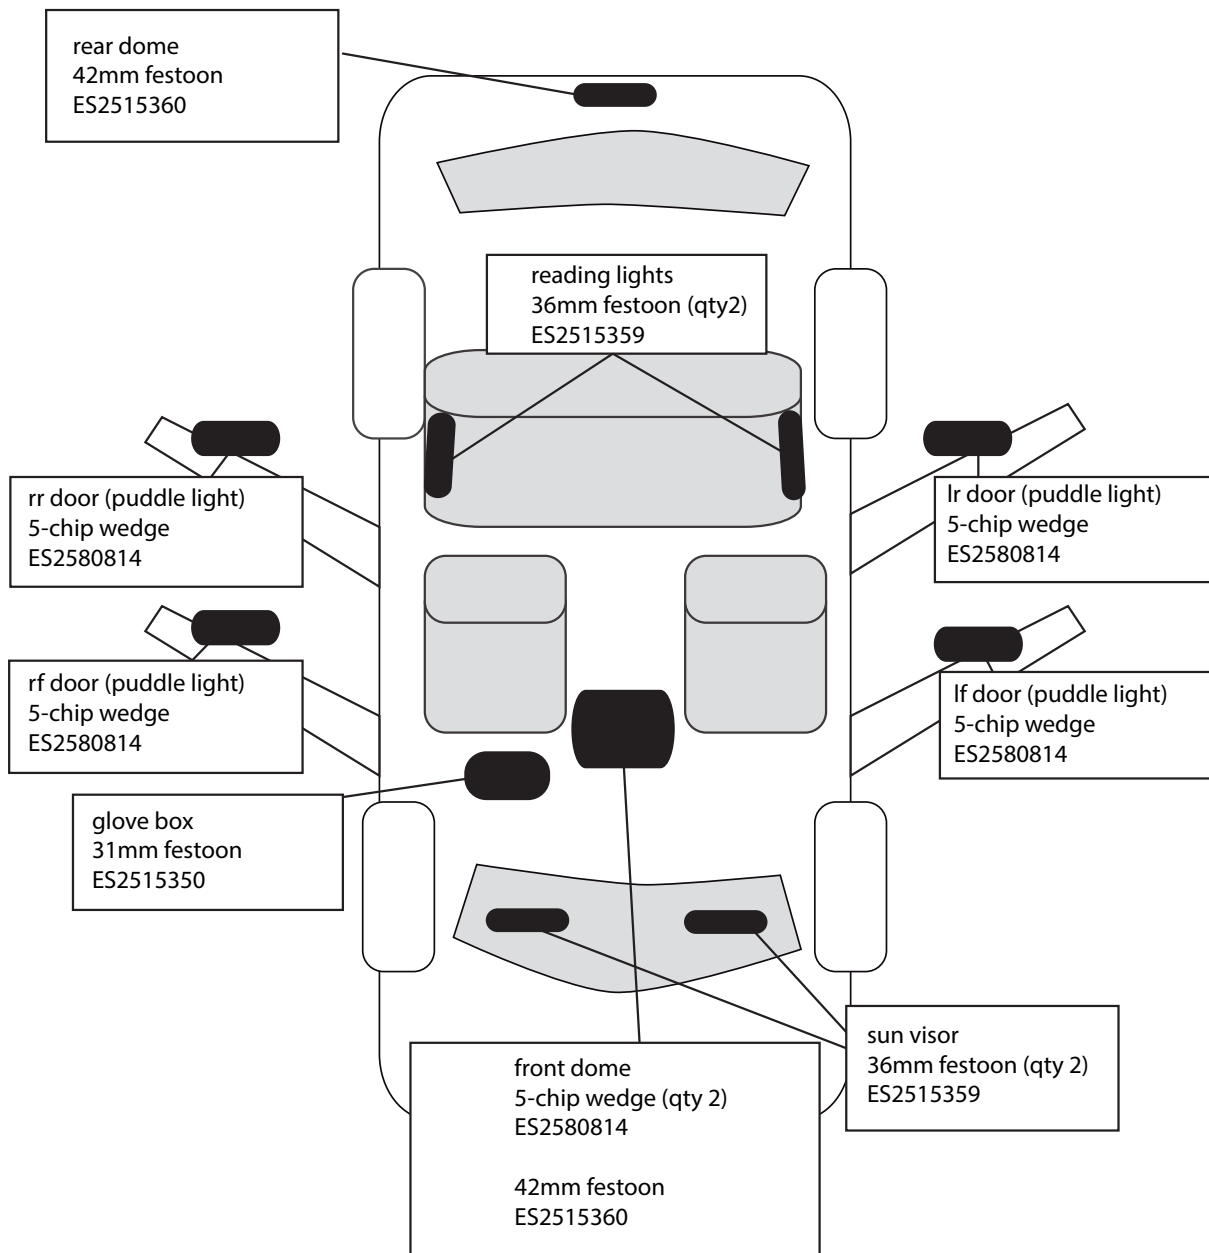 rear dome
42mm festoon
ES2515360
reading lights
36mm festoon (qty2)
ES2515359
rr door (puddle light)
5-chip wedge
ES2580814
lr door (puddle light)
5-chip wedge
ES2580814
rf door (puddle light)
5-chip wedge
ES2580814
lf door (puddle light)
5-chip wedge
ES2580814
glove box
31mm festoon
ES2515350
sun visor
36mm festoon (qty 2)
ES2515359
front dome
5-chip wedge (qty 2)
ES2580814
42mm festoon
ES2515360